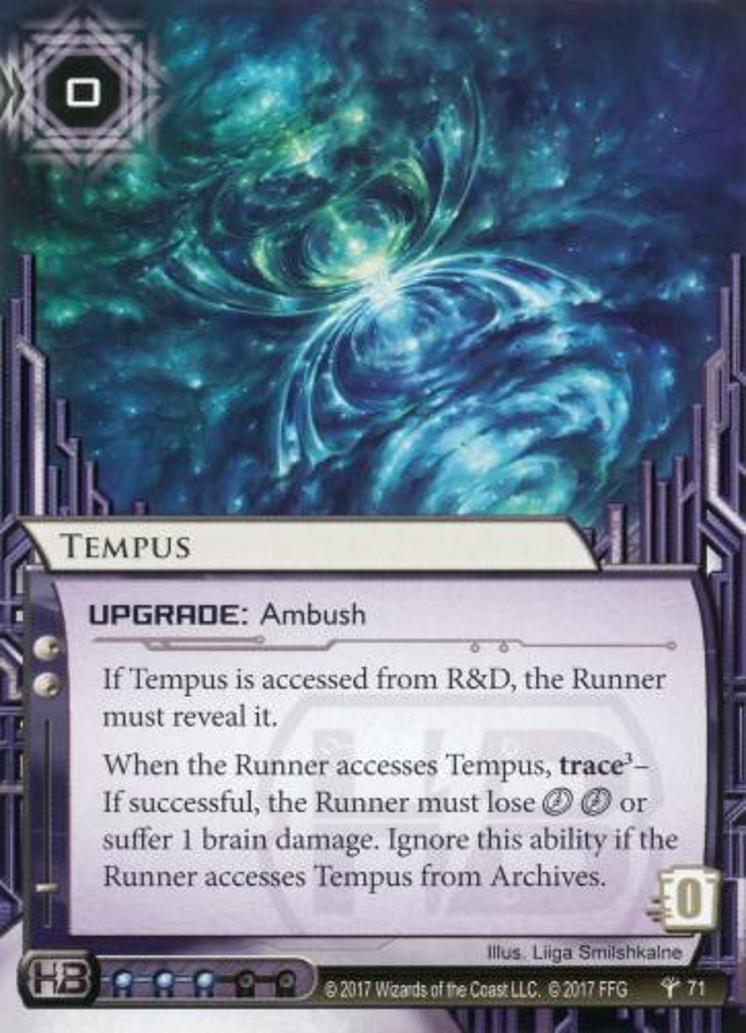 0
TEMPUS
UPGRADE: Ambush
If Tempus is accessed from R&D, the Runner
must reveal it.
When the Runner accesses Tempus, trace³–
If successful, the Runner must lose or
suffer 1 brain damage. Ignore this ability if the
Runner accesses Tempus from Archives.
0
Illus. Liiga Smilshkalne
HB
© 2017 Wizards of the Coast LLC. © 2017 FFG 71